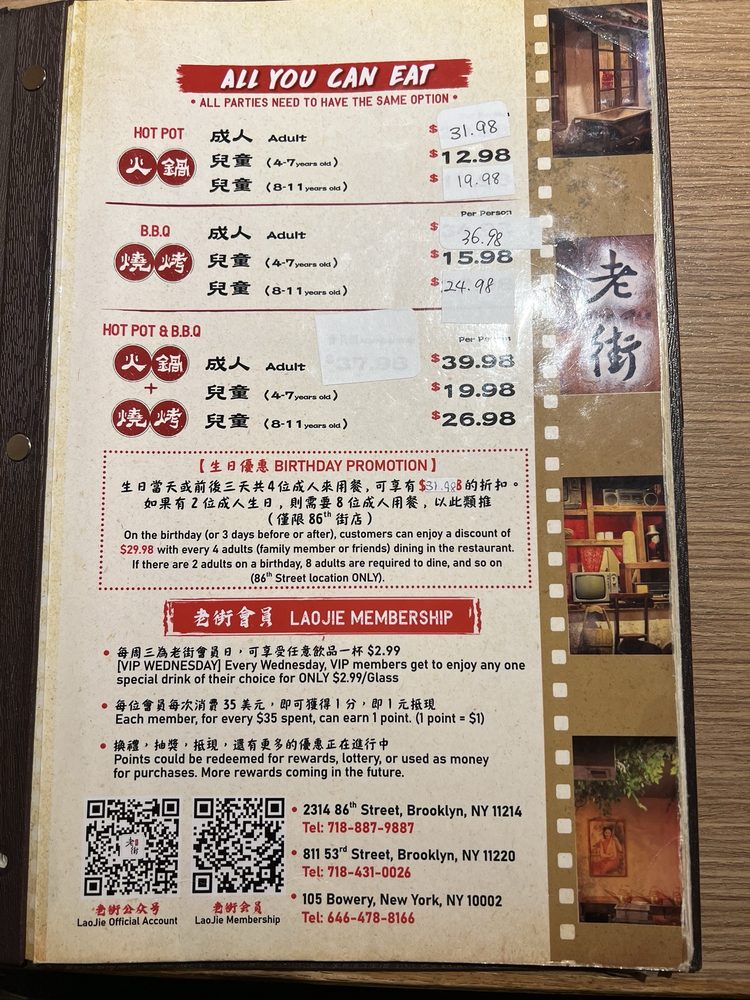 ALL YOU CAN EAT
• ALL PARTIES NEED TO HAVE THE SAME OPTION •
HOT POT
火鍋
成人 Adult $31.98
兒童 (4-7 years old) $12.98
兒童 (8-11 years old) $19.98
Per Person
B.B.Q
燒烤
成人 Adult $36.98
兒童 (4-7 years old) $15.98
兒童 (8-11 years old) $24.98
HOT POT & B.B.Q
Per Person
火鍋
+
燒烤
成人 Adult $37.98 $39.98
兒童 (4-7 years old) $19.98
兒童 (8-11 years old) $26.98
【生日優惠 BIRTHDAY PROMOTION】
生日當天或前後三天共4位成人來用餐,可享有$31.98的折扣。
如果有2位成人生日,則需要8位成人用餐,以此類推
(僅限86th街店)
On the birthday (or 3 days before or after), customers can enjoy a discount of
$29.98 with every 4 adults (family member or friends) dining in the restaurant.
If there are 2 adults on a birthday, 8 adults are required to dine, and so on
(86th Street location ONLY).
老街會員 LAOJIE MEMBERSHIP
• 每周三為老街會員日,可享受任意飲品一杯 $2.99
[VIP WEDNESDAY] Every Wednesday, VIP members get to enjoy any one
special drink of their choice for ONLY $2.99/Glass
• 每位會員每次消費35美元,即可獲得1分,即1元抵現
Each member, for every $35 spent, can earn 1 point. (1 point = $1)
• 換禮,抽獎,抵現,還有更多的優惠正在進行中
Points could be redeemed for rewards, lottery, or used as money
for purchases. More rewards coming in the future.
老街
老街公众号
LaoJie Official Account
老街会员
LaoJie Membership
• 2314 86th Street, Brooklyn, NY 11214
Tel: 718-887-9887
• 811 53rd Street, Brooklyn, NY 11220
Tel: 718-431-0026
• 105 Bowery, New York, NY 10002
Tel: 646-478-8166
老街